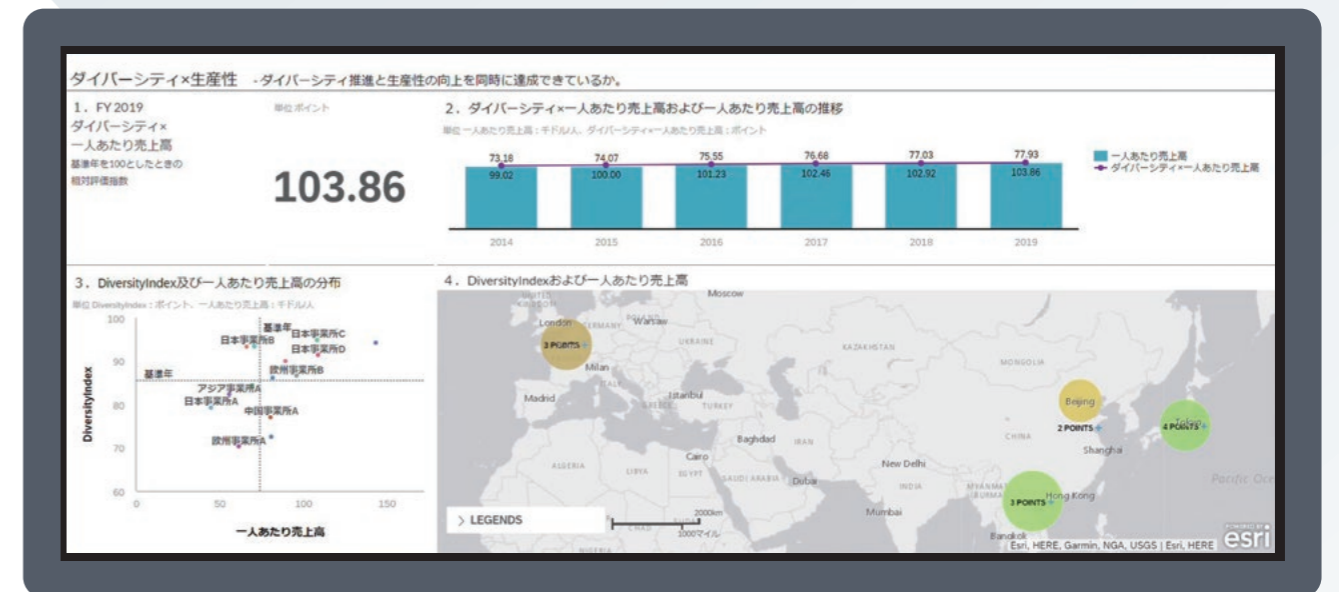 ダイバーシティ×生産性 -ダイバーシティ推進と生産性の向上を同時に達成できているか。
1. FY 2019
ダイバーシティ×
一人あたり売上高
基準年を100としたときの
相対評価指数
単位 ポイント
103.86
2. ダイバーシティ×一人あたり売上高および一人あたり売上高の推移
単位 一人あたり売上高：千ドル/人、ダイバーシティ×一人あたり売上高：ポイント
73.18 74.07 75.55 76.68 77.03 77.93
99.02 100.00 101.23 102.46 102.92 103.86
2014 2015 2016 2017 2018 2019
一人あたり売上高
ダイバーシティ×一人あたり売上高
3. DiversityIndex及び一人あたり売上高の分布
単位 DiversityIndex：ポイント、一人あたり売上高：千ドル/人
DiversityIndex
100
90
80
70
60
基準年
日本事業所C
日本事業所B
日本事業所D
基準年
欧州事業所B
アジア事業所A
日本事業所A
中国事業所A
欧州事業所A
0 50 100 150
一人あたり売上高
4. DiversityIndexおよび一人あたり売上高
UNITED
Moscow
London
GERMANY
POLAND
Warsaw
3 POINTS
UKRAINE
KAZAKHSTAN
MONGOLIA
Milan
ITALY
Madrid
Istanbul
GREECE
TURKEY
Beijing
2 POINTS
Tokyo
4 POINTS
CHINA
Shanghai
Baghdad
IRAN
Cairo
New Delhi
ALGERIA
LIBYA
EGYPT
SAUDI ARABIA
Dubai
INDIA
MYANMAR
BURMA
Hong Kong
3 POINTS
Pacific Oce
Mumbai
> LEGENDS
2000km
1000マイル
CHAD
NIGERIA
Bangkok
Esri, HERE, Garmin, NGA, USGS | Esri, HERE
POWERED BY
esri